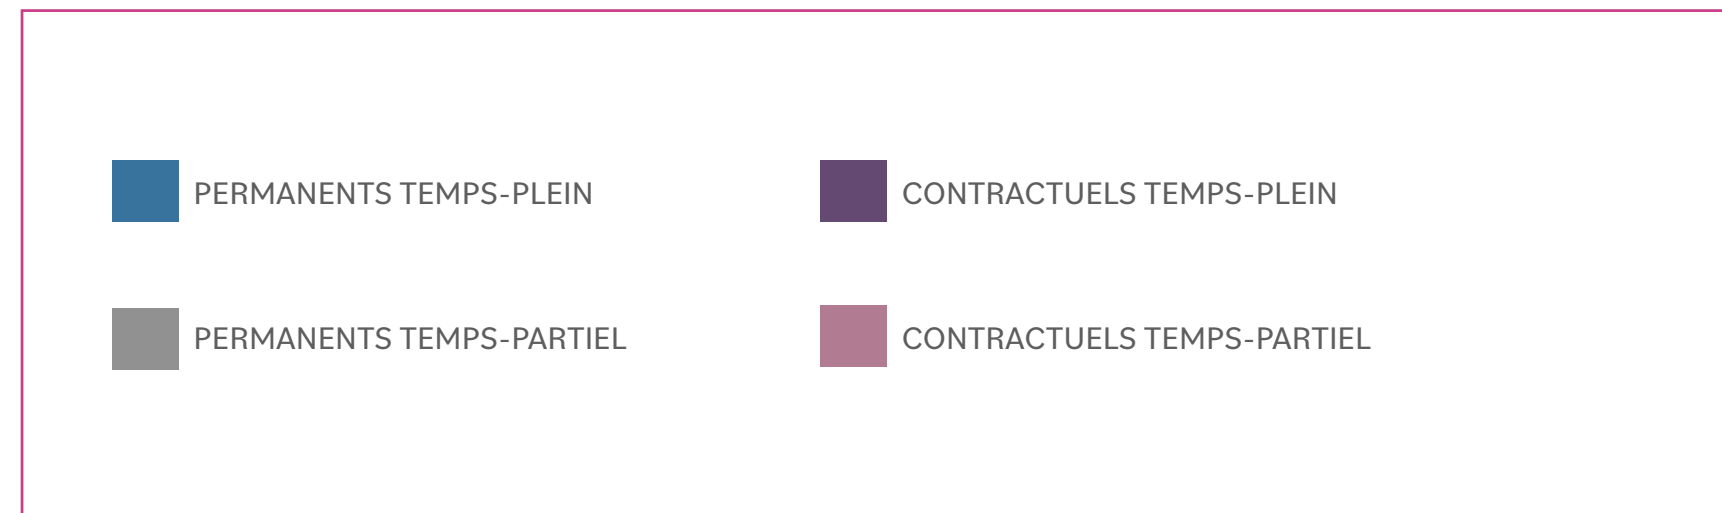 PERMANENTS TEMPS-PLEIN
CONTRACTUELS TEMPS-PLEIN
PERMANENTS TEMPS-PARTIEL
CONTRACTUELS TEMPS-PARTIEL